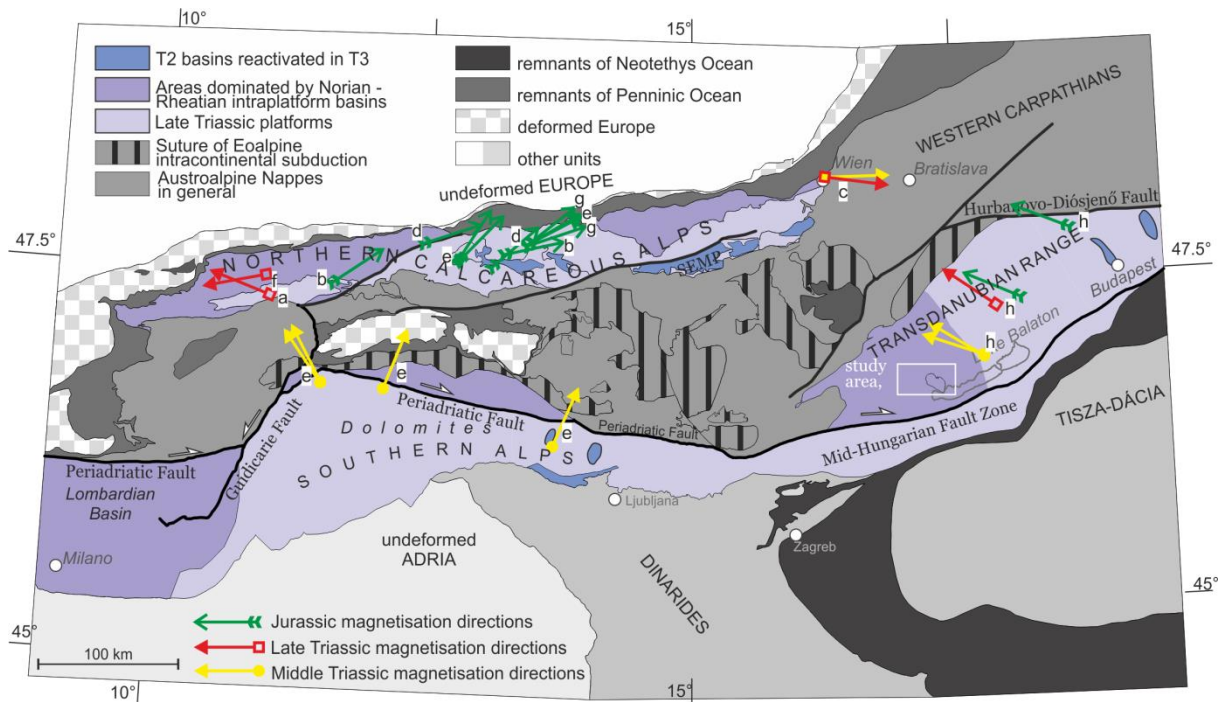 10°
15°
T2 basins reactivated in T3
Areas dominated by Norian -
Rheatian intraplatform basins
Late Triassic platforms
Suture of Eoalpine
intracontinental subduction
Austroalpine Nappes
in general
remnants of Neotethys Ocean
remnants of Penninic Ocean
deformed Europe
other units
undeformed EUROPE
WESTERN CARPATHIANS
Wien
Bratislava
c
g
e
g
d
d
b
e
b
f
a
Hurbanovo-Diósjenő Fault
h
47.5°
47.5°
NORTHERN CALCAREOUS ALPS
SEMP
TRANSDANUBIAN RANGE
Budapest
h
h
Balaton
study
area,
e
e
e
Periadriatic Fault
Periadriatic Fault
Periadriatic Fault
Mid-Hungarian Fault Zone
TISZA-DÁCIA
Dolomites
SOUTHERN ALPS
Giudicarie Fault
Lombardian
Basin
Milano
Ljubljana
Zagreb
undeformed
ADRIA
DINARIDES
45°
45°
Jurassic magnetisation directions
Late Triassic magnetisation directions
Middle Triassic magnetisation directions
100 km
10°
15°